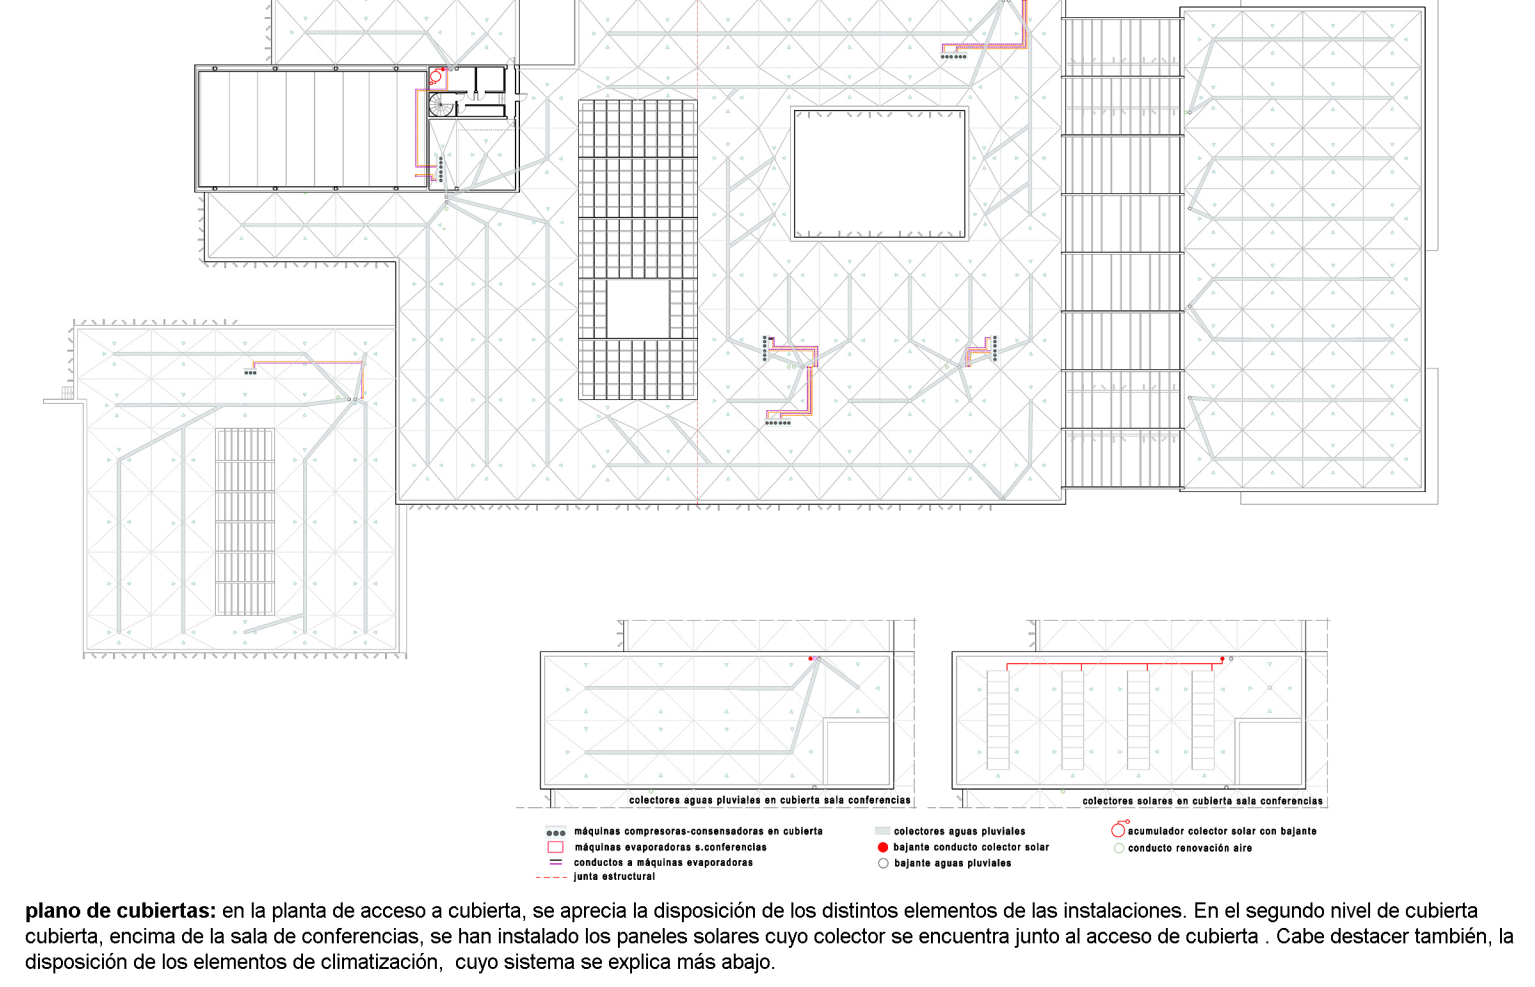 colectores aguas pluviales en cubierta sala conferencias
colectores solares en cubierta sala conferencias
máquinas compresoras-consensadoras en cubierta
máquinas evaporadoras s.conferencias
conductos a máquinas evaporadoras
junta estructural
colectores aguas pluviales
bajante conducto colector solar
bajante aguas pluviales
acumulador colector solar con bajante
conducto renovación aire
plano de cubiertas: en la planta de acceso a cubierta, se aprecia la disposición de los distintos elementos de las instalaciones. En el segundo nivel de cubierta
cubierta, encima de la sala de conferencias, se han instalado los paneles solares cuyo colector se encuentra junto al acceso de cubierta . Cabe destacer también, la
disposición de los elementos de climatización,  cuyo sistema se explica más abajo.